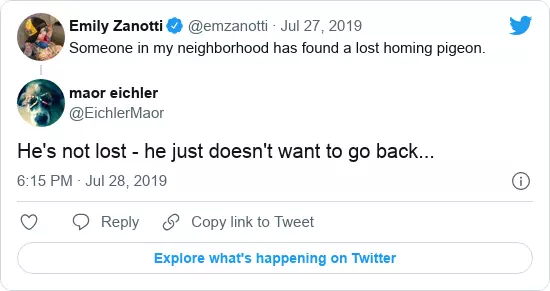 Emily Zanotti @emzanotti · Jul 27, 2019
Someone in my neighborhood has found a lost homing pigeon.
maor eichler
@EichlerMaor
He's not lost - he just doesn't want to go back...
6:15 PM · Jul 28, 2019
Reply Copy link to Tweet
Explore what's happening on Twitter